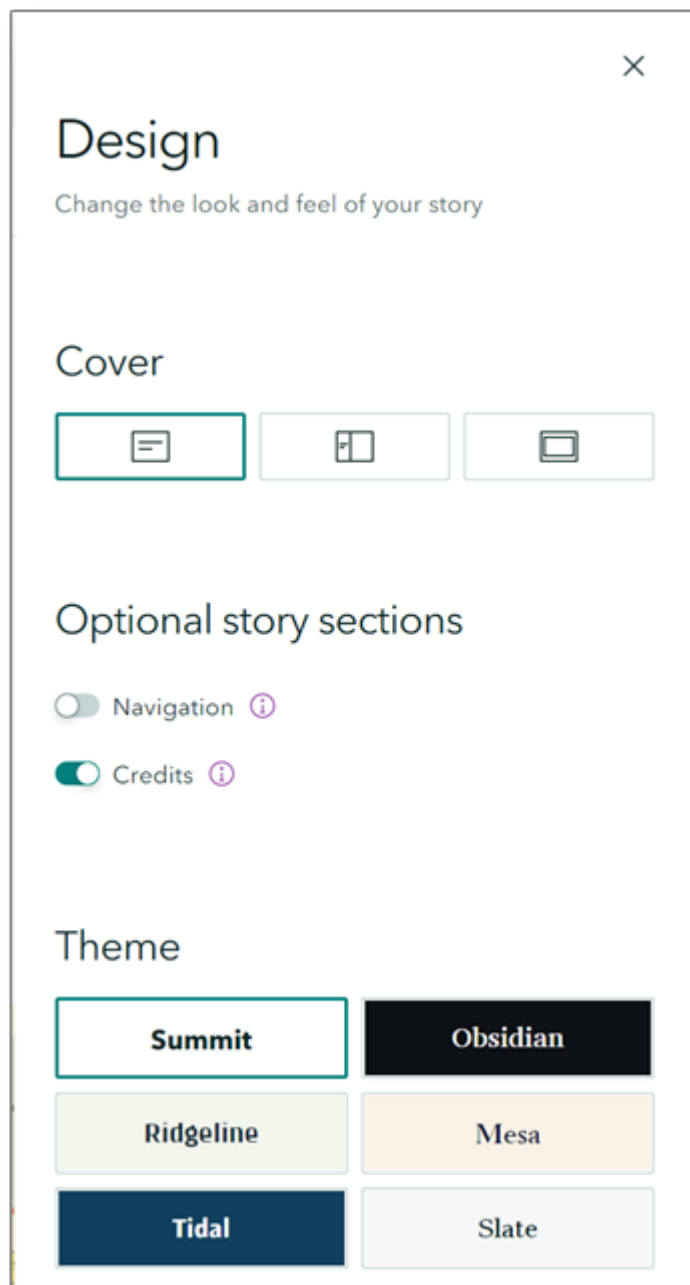 Design
Change the look and feel of your story
Cover
Optional story sections
Navigation
Credits
Theme
Summit
Obsidian
Ridgeline
Mesa
Tidal
Slate